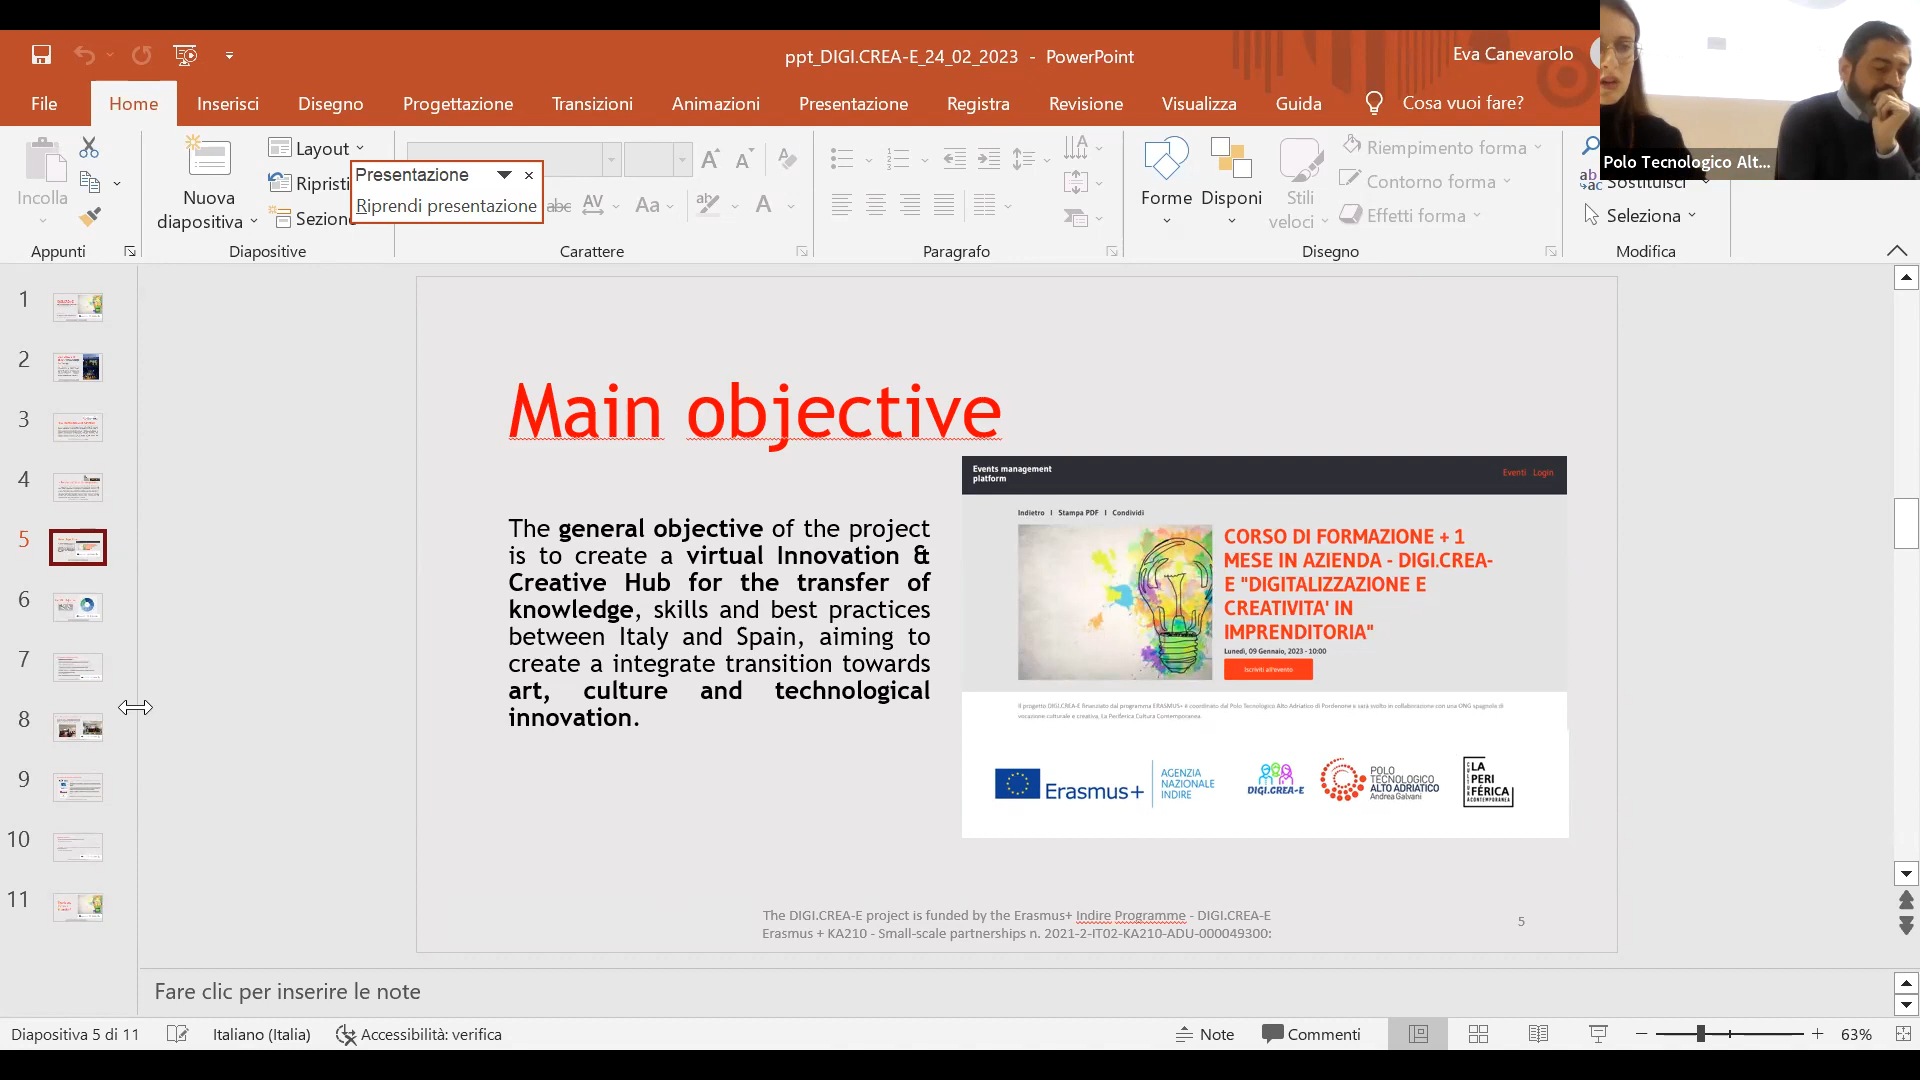 ppt_DIGI.CREA-E_24_02_2023 - PowerPoint
Eva Canevarolo
File Home Inserisci Disegno Progettazione Transizioni Animazioni Presentazione Registra Revisione Visualizza Guida Cosa vuoi fare?
Polo Tecnologico Alt...
Incolla
Nuova
diapositiva
Layout
Ripristi
Sezione
Presentazione
Riprendi presentazione
abc AV Aa A
Forme Disponi Stili
veloci
Riempimento forma
Contorno forma
Effetti forma
Sostituisci
Seleziona
Appunti Diapositive Carattere Paragrafo Disegno Modifica
1
2
3
4
5
6
7
8
9
10
11
Main objective
The general objective of the project
is to create a virtual Innovation &
Creative Hub for the transfer of
knowledge, skills and best practices
between Italy and Spain, aiming to
create a integrate transition towards
art, culture and technological
innovation.
Events management
platform
Eventi Login
Indietro I Stampa PDF I Condividi
CORSO DI FORMAZIONE + 1
MESE IN AZIENDA - DIGI.CREA-
E "DIGITALIZZAZIONE E
CREATIVITA' IN
IMPRENDITORIA"
Lunedì, 09 Gennaio, 2023 - 10:00
Iscriviti all'evento
Il progetto DIGI.CREA-E finanziato dal programma ERASMUS+ è coordinato dal Polo Tecnologico Alto Adriatico di Pordenone e sarà svolto in collaborazione con una ONG spagnola di
vocazione culturale e creativa, La Periferica Cultura Contemporanea.
Erasmus+
AGENZIA
NAZIONALE
INDIRE
DIGI.CREA-E
POLO
TECNOLOGICO
ALTO ADRIATICO
Andrea Galvani
CULTURA
LA
PERI
FÉRICA
CONTEMPORANEA
The DIGI.CREA-E project is funded by the Erasmus+ Indire Programme - DIGI.CREA-E
Erasmus + KA210 - Small-scale partnerships n. 2021-2-IT02-KA210-ADU-000049300:
5
Fare clic per inserire le note
Diapositiva 5 di 11 Italiano (Italia) Accessibilità: verifica Note Commenti 63%